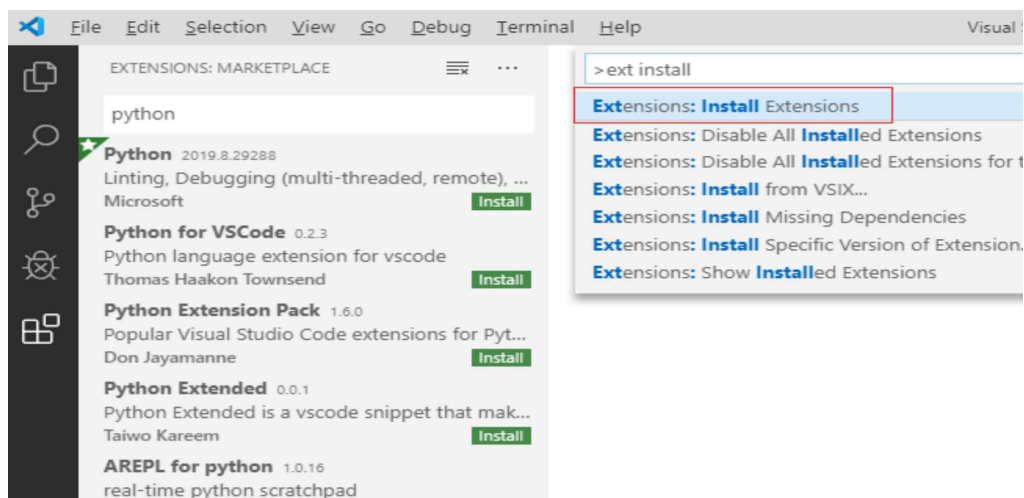 File Edit Selection View Go Debug Terminal Help
Visual
EXTENSIONS: MARKETPLACE
python
Python 2019.8.29288
Linting, Debugging (multi-threaded, remote), ...
Microsoft
Install
Python for VSCode 0.2.3
Python language extension for vscode
Thomas Haakon Townsend
Install
Python Extension Pack 1.6.0
Popular Visual Studio Code extensions for Pyt...
Don Jayamanne
Install
Python Extended 0.0.1
Python Extended is a vscode snippet that mak...
Taiwo Kareem
Install
AREPL for python 1.0.16
real-time python scratchpad
>ext install
Extensions: Install Extensions
Extensions: Disable All Installed Extensions
Extensions: Disable All Installed Extensions for t
Extensions: Install from VSIX...
Extensions: Install Missing Dependencies
Extensions: Install Specific Version of Extension.
Extensions: Show Installed Extensions